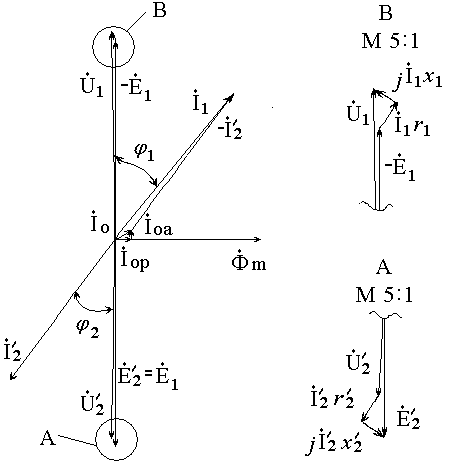 B
U̇₁
-Ė₁
İ₁
-İ′₂
φ₁
İo
İoa
İop
Φ̇m
φ₂
İ′₂
Ė′₂=Ė₁
U̇′₂
A
B
M 5:1
jİ₁x₁
U̇₁
İ₁r₁
-Ė₁
A
M 5:1
U̇′₂
İ′₂r′₂
Ė′₂
jİ′₂x′₂